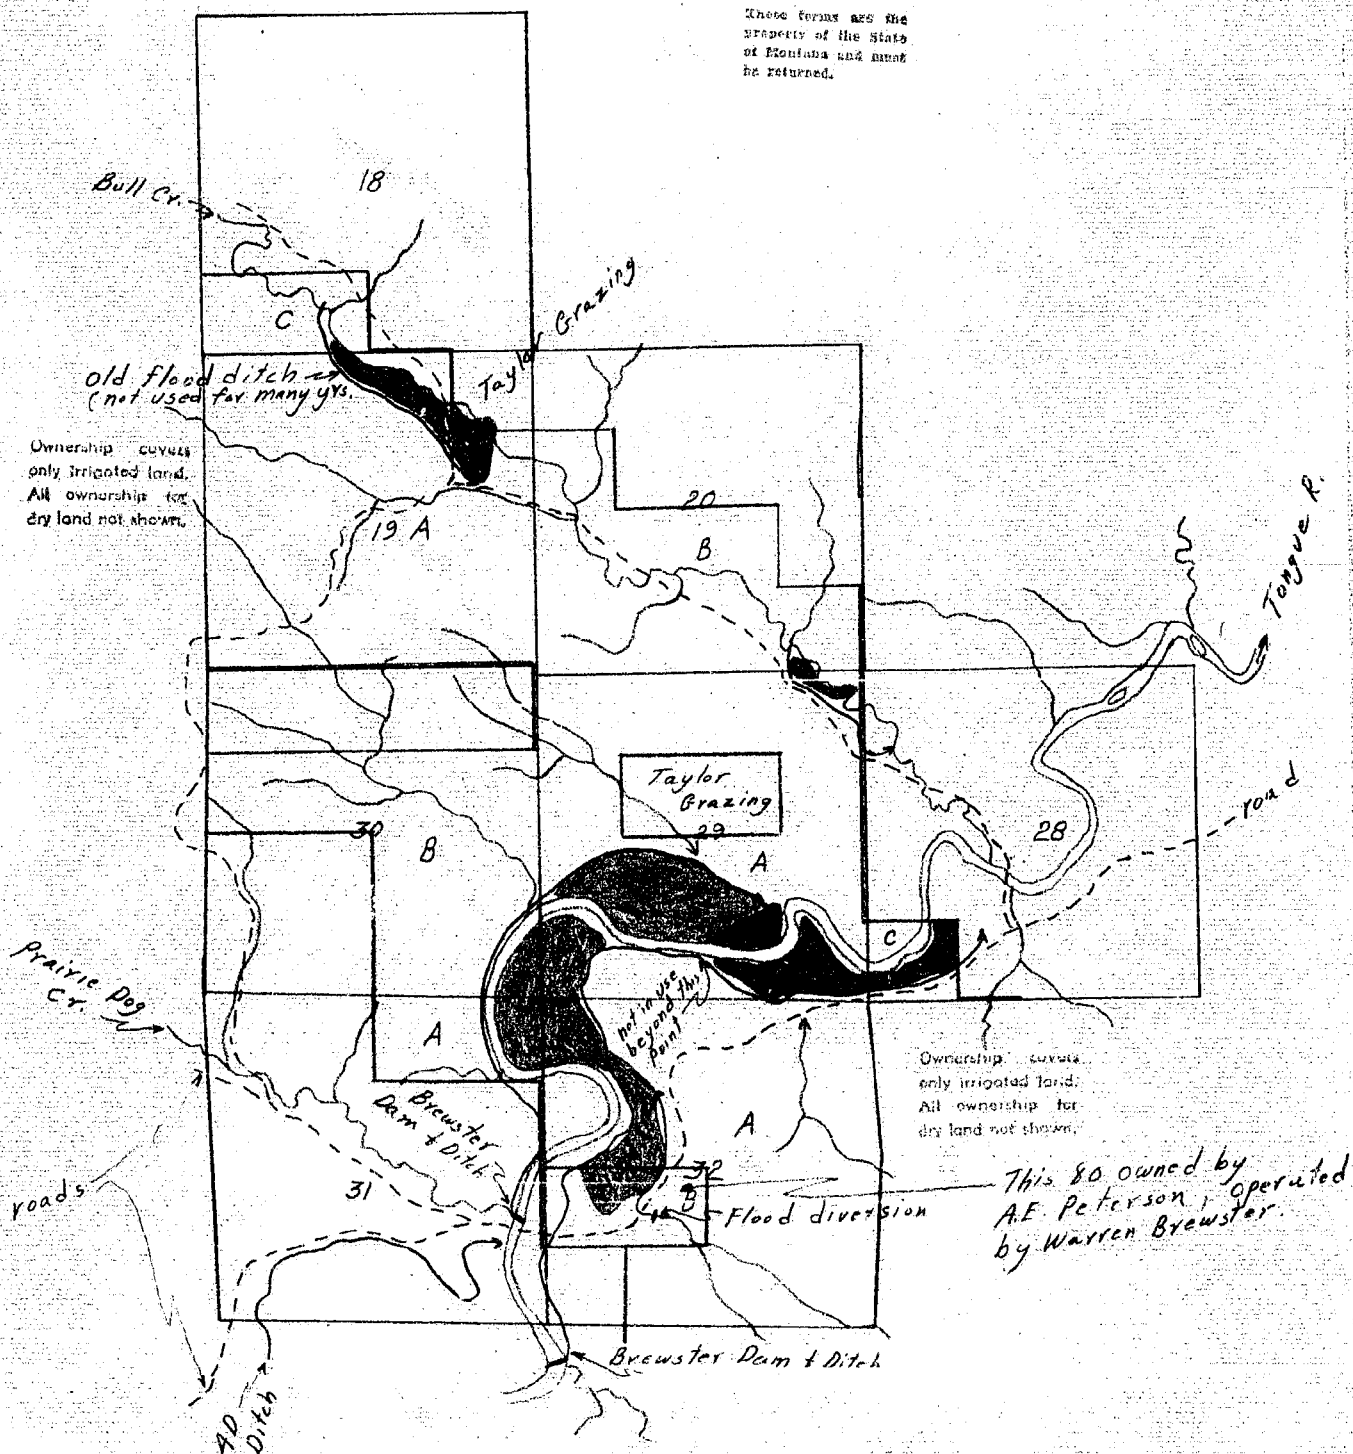 These forms are the
property of the State
of Montana and must
be returned.
18
Bull Cr.
C
Taylor Grazing
old flood ditch
(not used for many yrs.
Ownership covers
only irrigated land.
All ownership for
dry land not shown.
20
19 A
B
Tongue R.
Taylor
Grazing
road
30
29
28
B
A
C
Prairie Dog
Cr.
not in use
beyond this
point
A
Ownership covers
only irrigated land.
All ownership for
dry land not shown.
Brewster
Dam & Ditch
A
32
31
B
roads
Flood diversion
This 80 owned by
A.E. Peterson, operated
by Warren Brewster.
Brewster Dam & Ditch
AD
Ditch